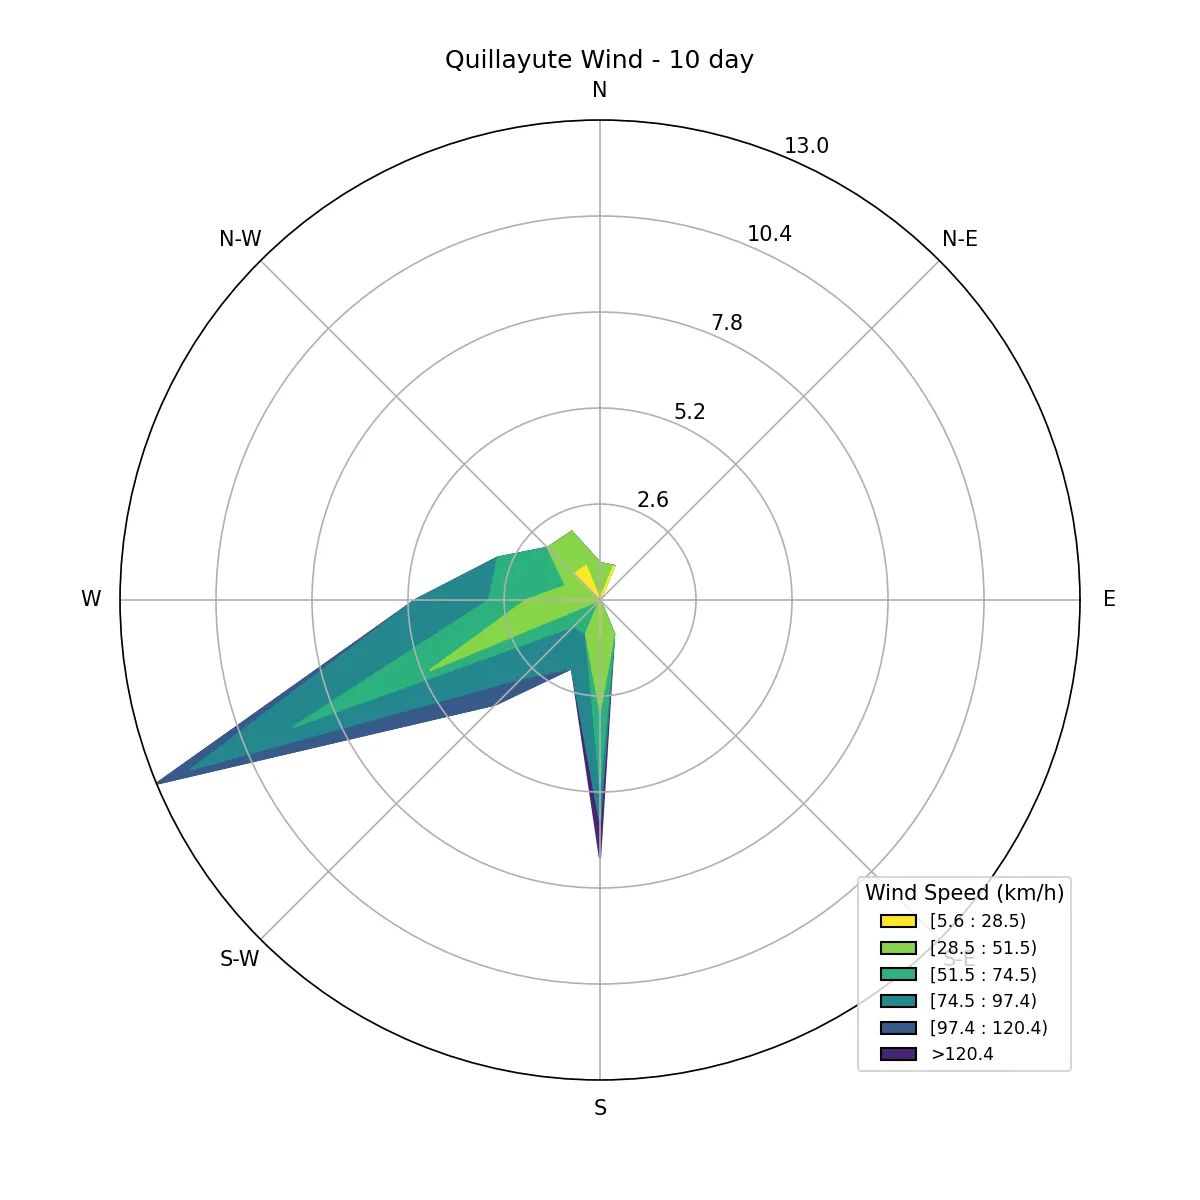 Quillayute Wind - 10 day
N
13.0
N-W
N-E
10.4
7.8
5.2
2.6
W
E
S-W
S-E
S
Wind Speed (km/h)
[5.6 : 28.5)
[28.5 : 51.5)
[51.5 : 74.5)
[74.5 : 97.4)
[97.4 : 120.4)
>120.4